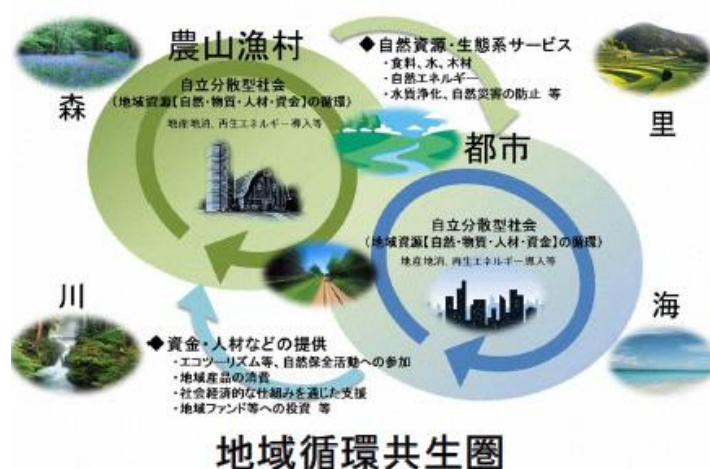 農山漁村
◆自然資源・生態系サービス
・食料、水、木材
・自然エネルギー
・水質浄化、自然災害の防止 等
森
里
自立分散型社会
(地域資源【自然・物質・人材・資金】の循環)
地産地消、再生エネルギー導入等
都市
自立分散型社会
(地域資源【自然・物質・人材・資金】の循環)
地産地消、再生エネルギー導入等
川
海
◆資金・人材などの提供
・エコツーリズム等、自然保全活動への参加
・地域産品の消費
・社会経済的な仕組みを通じた支援
・地域ファンド等への投資 等
地域循環共生圏